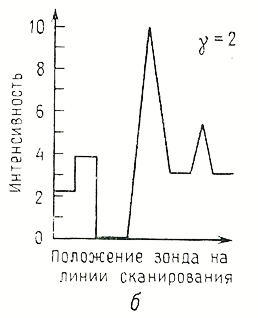 10
8
6
4
2
0
Интенсивность
γ = 2
Положение зонда на
линии сканирования
б